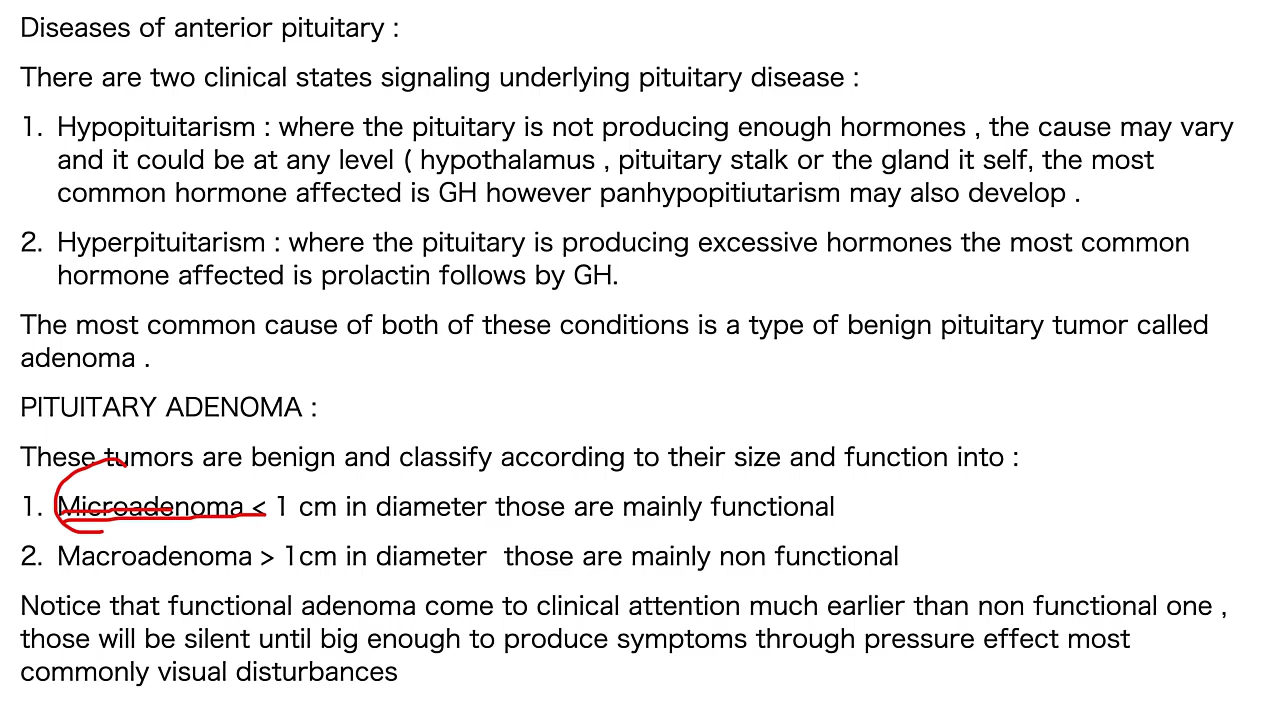 Diseases of anterior pituitary :
There are two clinical states signaling underlying pituitary disease :
1. Hypopituitarism : where the pituitary is not producing enough hormones , the cause may vary
and it could be at any level ( hypothalamus , pituitary stalk or the gland it self, the most
common hormone affected is GH however panhypopitiutarism may also develop .
2. Hyperpituitarism : where the pituitary is producing excessive hormones the most common
hormone affected is prolactin follows by GH.
The most common cause of both of these conditions is a type of benign pituitary tumor called
adenoma .
PITUITARY ADENOMA :
These tumors are benign and classify according to their size and function into :
1. Microadenoma < 1 cm in diameter those are mainly functional
2. Macroadenoma > 1cm in diameter those are mainly non functional
Notice that functional adenoma come to clinical attention much earlier than non functional one ,
those will be silent until big enough to produce symptoms through pressure effect most
commonly visual disturbances